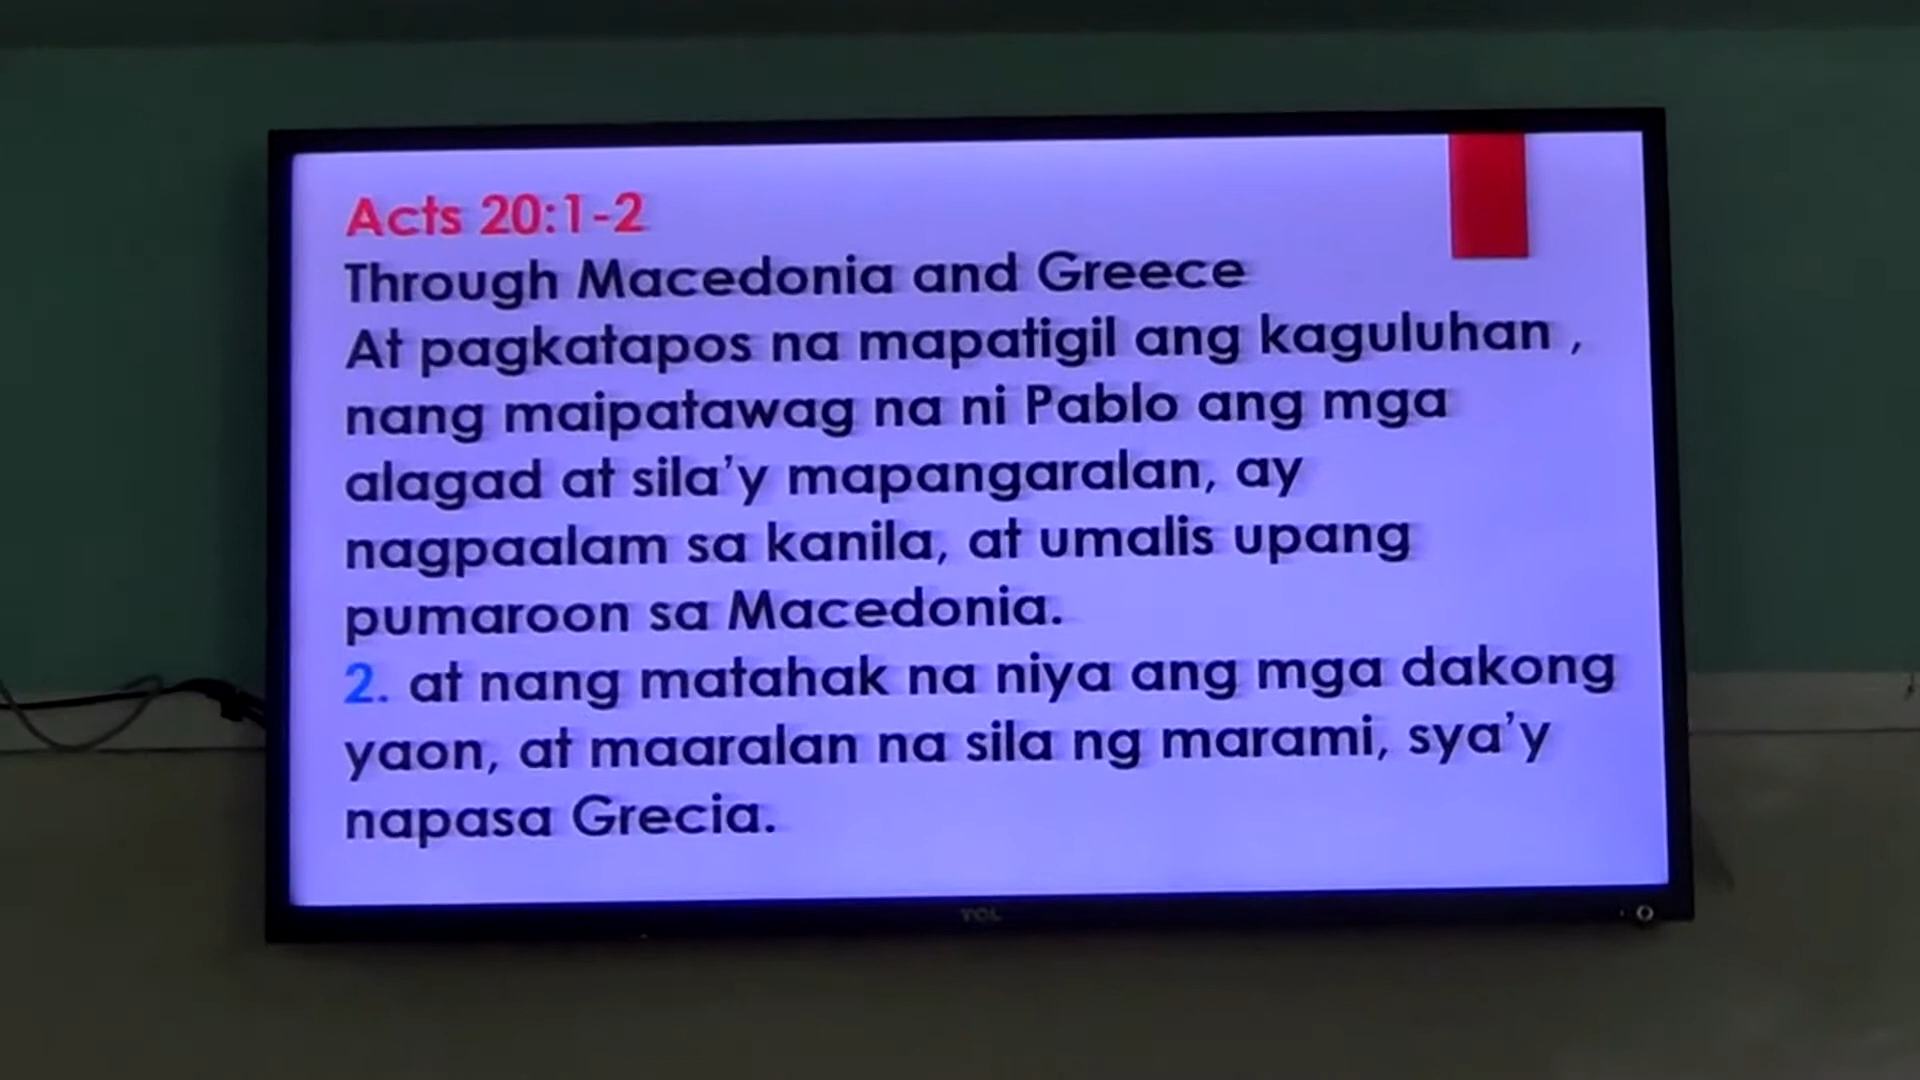 Acts 20:1-2
Through Macedonia and Greece
At pagkatapos na mapatigil ang kaguluhan ,
nang maipatawag na ni Pablo ang mga
alagad at sila'y mapangaralan, ay
nagpaalam sa kanila, at umalis upang
pumaroon sa Macedonia.
2. at nang matahak na niya ang mga dakong
yaon, at maaralan na sila ng marami, sya'y
napasa Grecia.
TCL